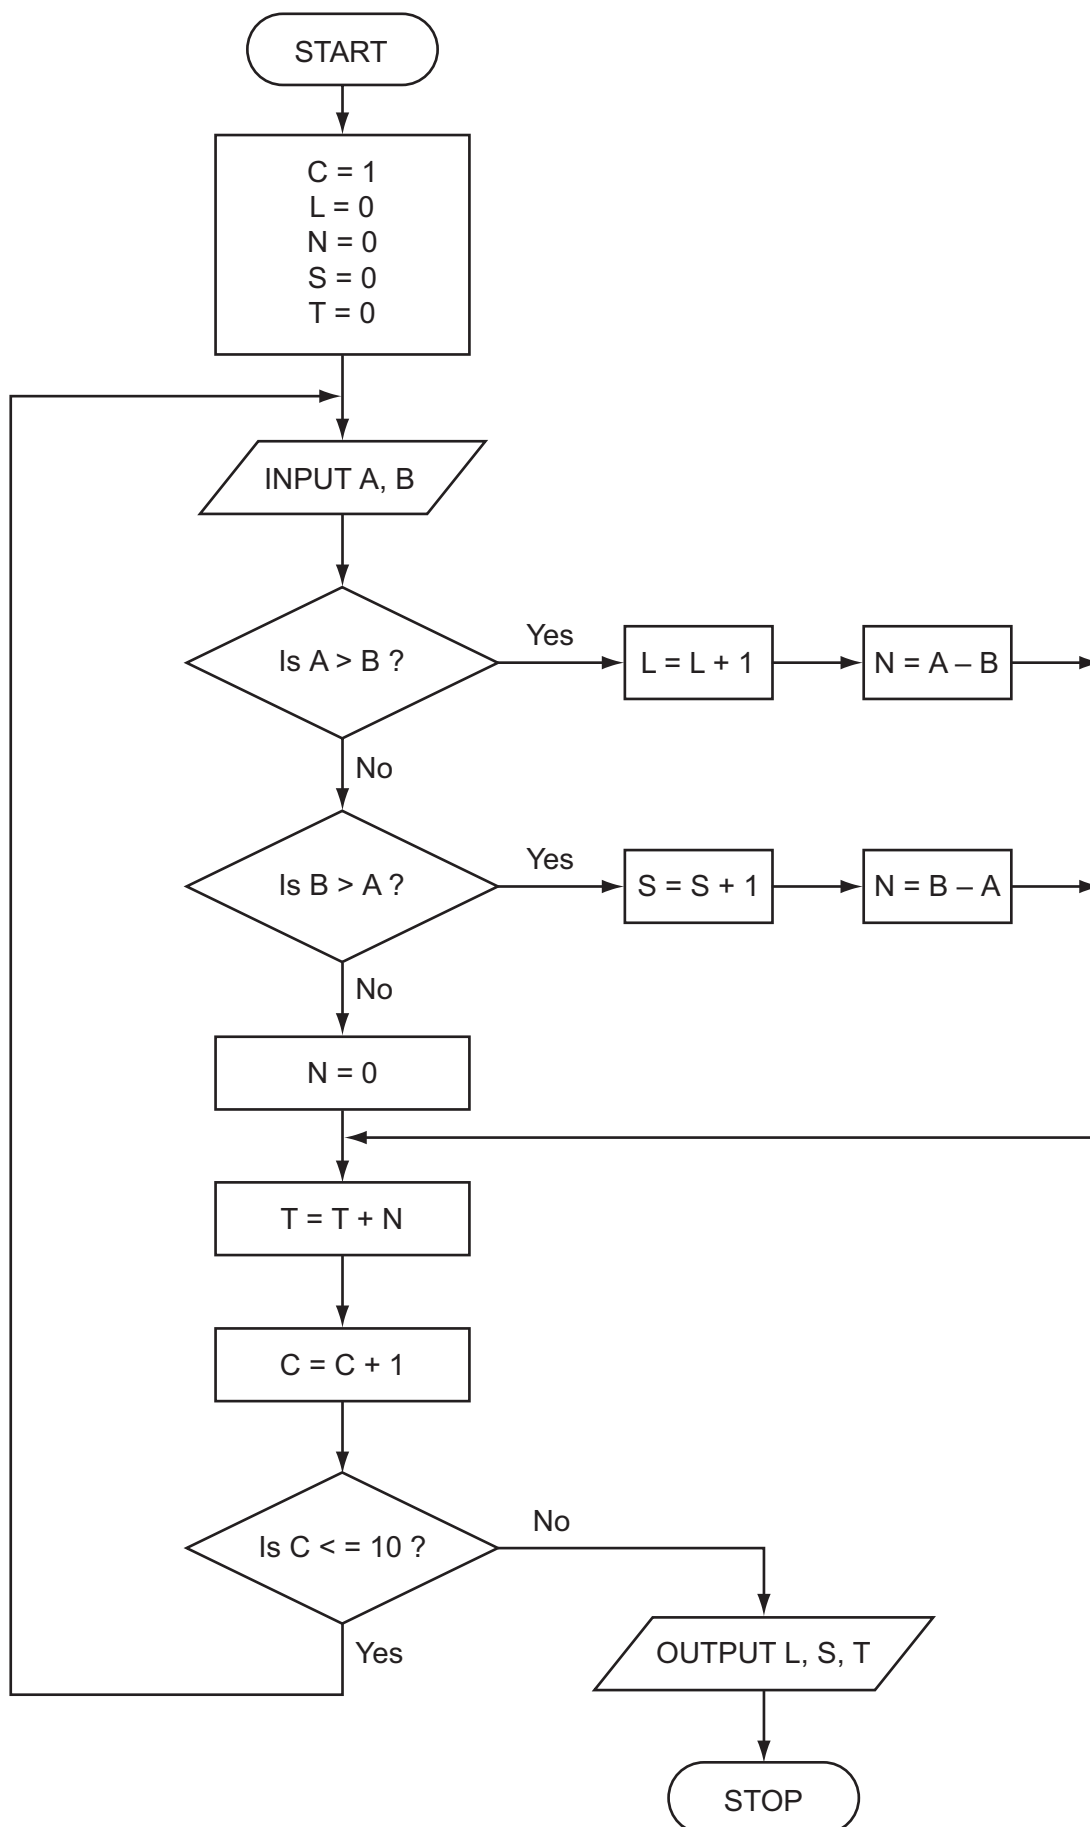 START
C = 1
L = 0
N = 0
S = 0
T = 0
INPUT A, B
Is A > B ?
Yes
L = L + 1
N = A – B
No
Is B > A ?
Yes
S = S + 1
N = B – A
No
N = 0
T = T + N
C = C + 1
Is C < = 10 ?
No
Yes
OUTPUT L, S, T
STOP